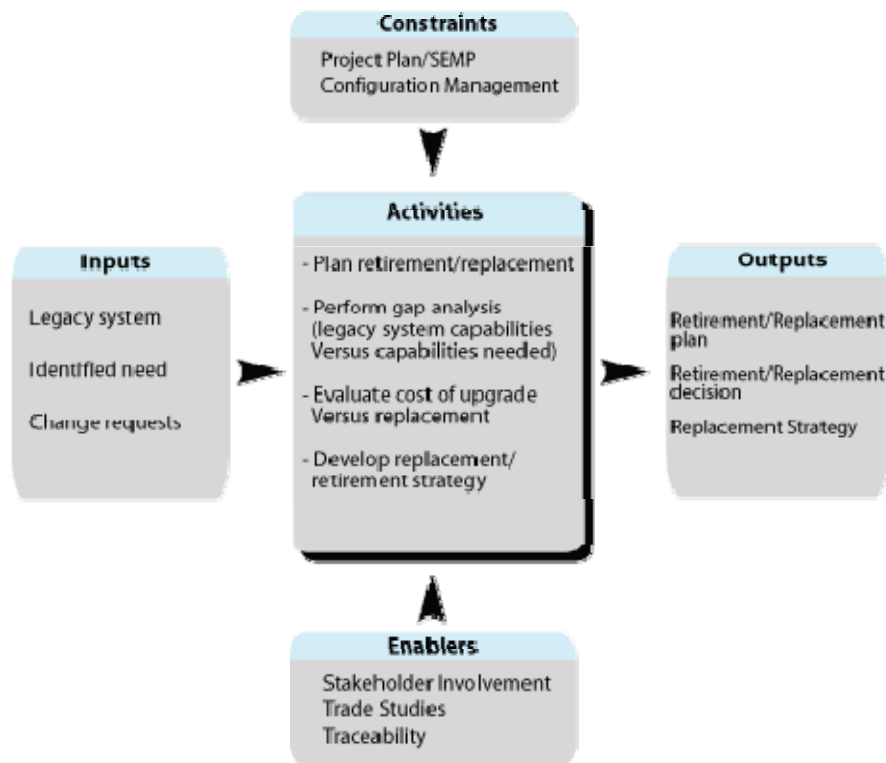 Constraints
Project Plan/SEMP
Configuration Management
Inputs
Legacy system
Identified need
Change requests
Activities
- Plan retirement/replacement
- Perform gap analysis
(legacy system capabilities
Versus capabilities needed)
- Evaluate cost of upgrade
Versus replacement
- Develop replacement/
retirement strategy
Outputs
Retirement/Replacement
plan
Retirement/Replacement
decision
Replacement Strategy
Enablers
Stakeholder Involvement
Trade Studies
Traceability